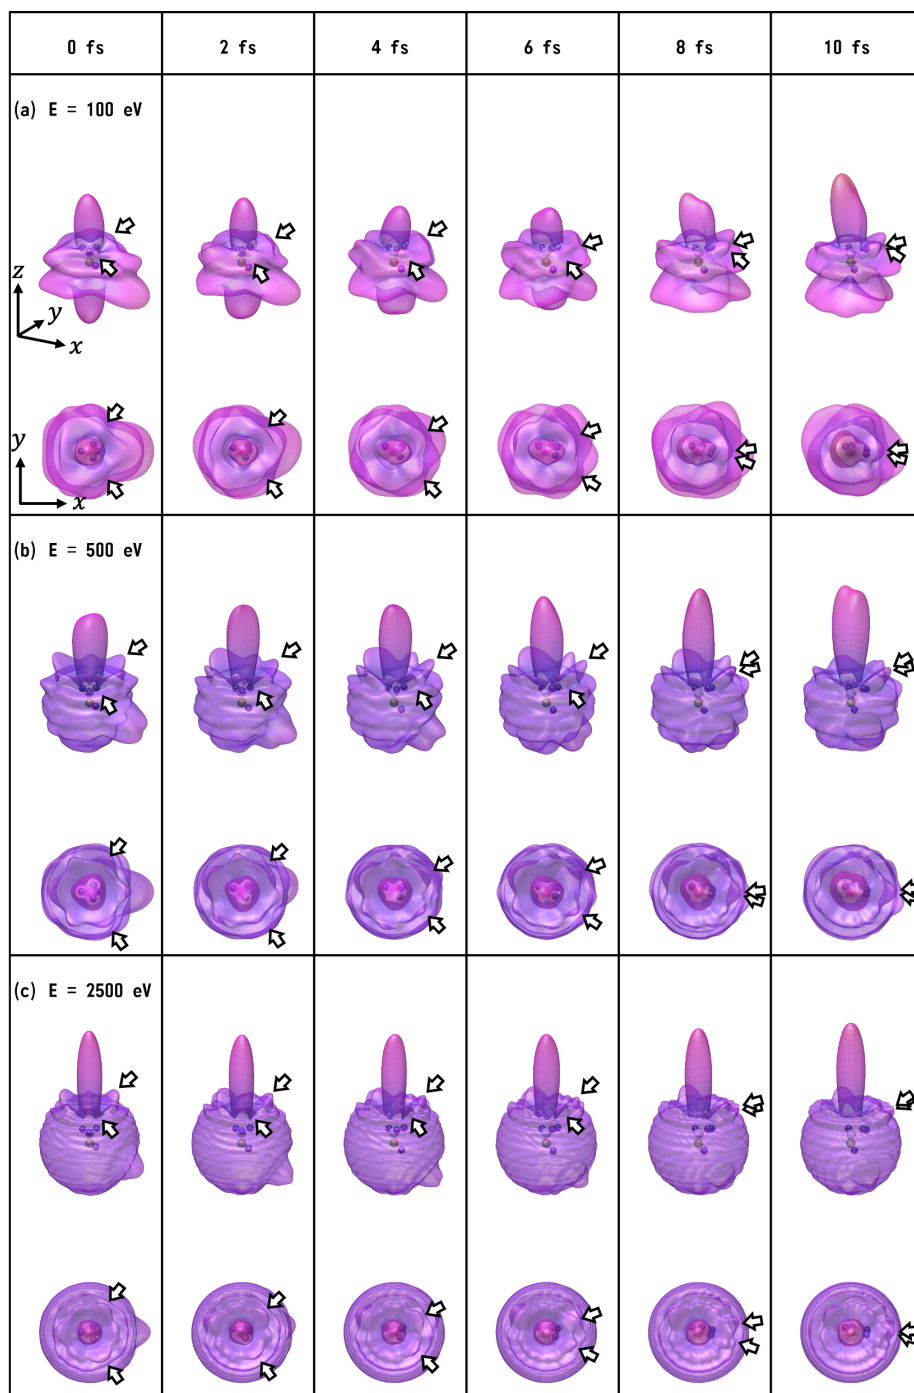 0 fs 2 fs 4 fs 6 fs 8 fs 10 fs
(a) E = 100 eV
z
y
x
y
x
(b) E = 500 eV
(c) E = 2500 eV